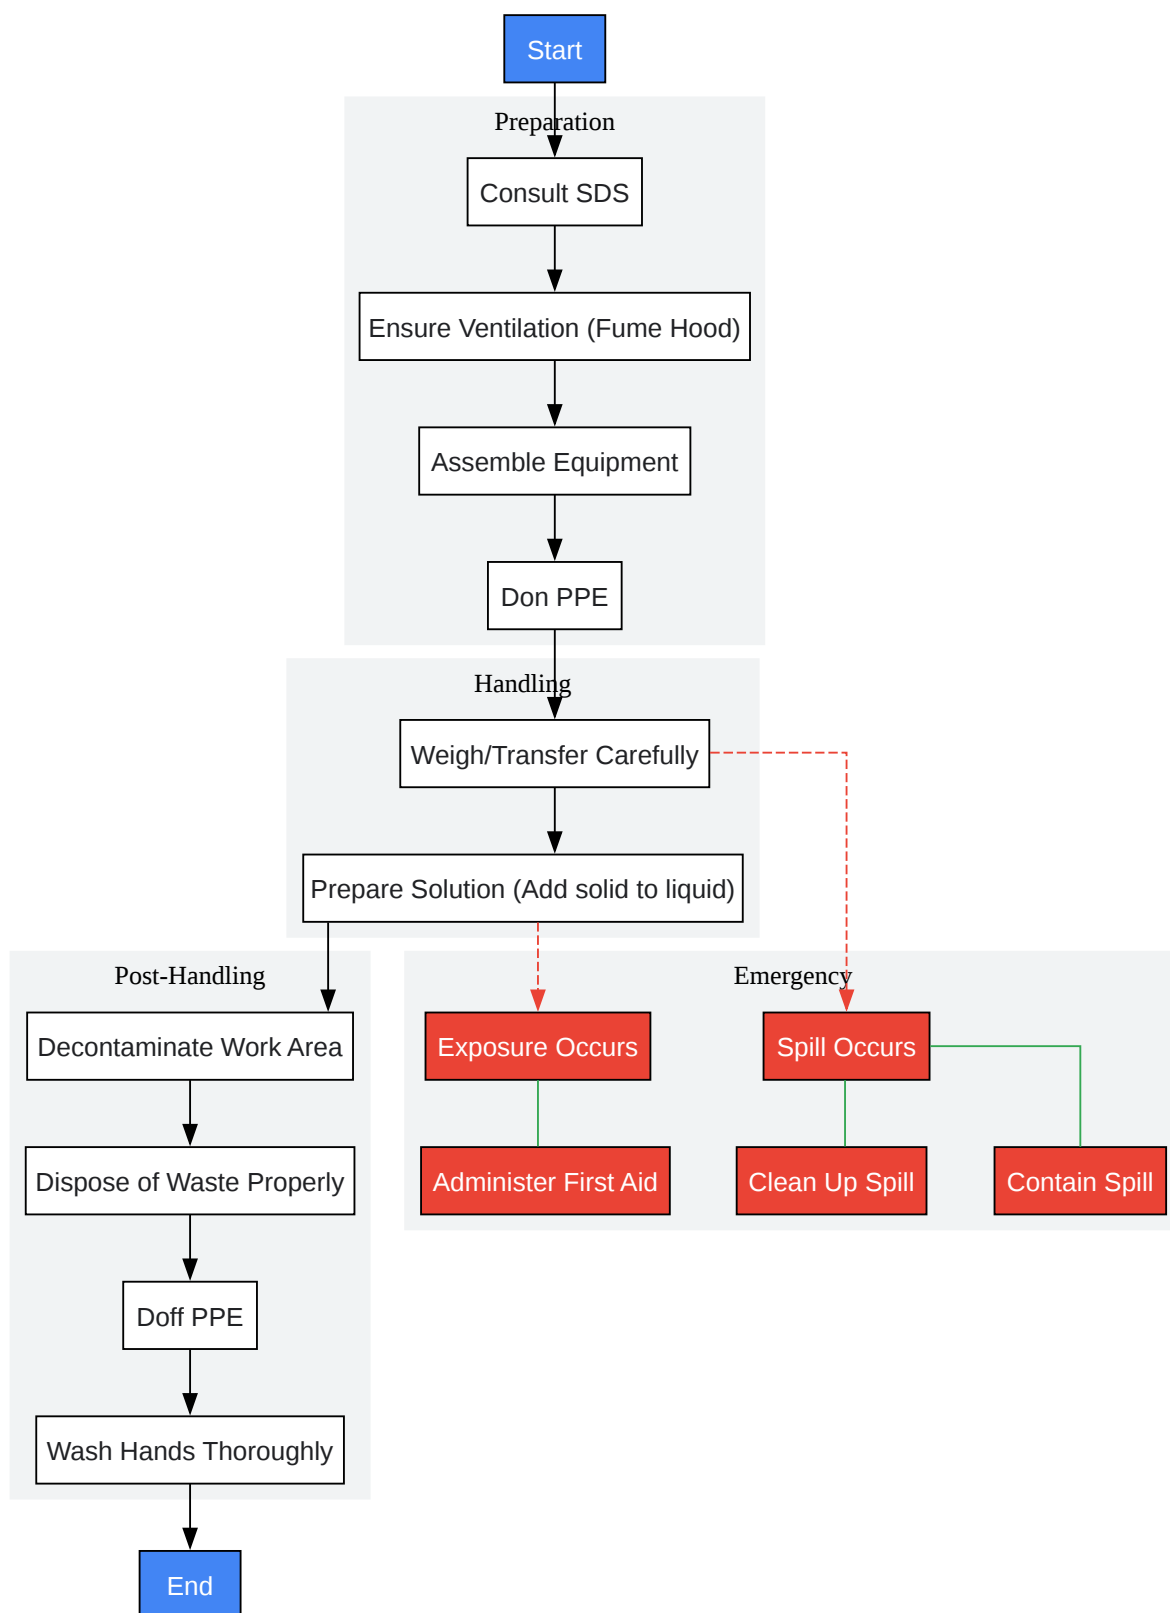 Start
Preparation
Consult SDS
Ensure Ventilation (Fume Hood)
Assemble Equipment
Don PPE
Handling
Weigh/Transfer Carefully
Prepare Solution (Add solid to liquid)
Post-Handling
Decontaminate Work Area
Dispose of Waste Properly
Doff PPE
Wash Hands Thoroughly
End
Emergency
Exposure Occurs
Spill Occurs
Administer First Aid
Clean Up Spill
Contain Spill